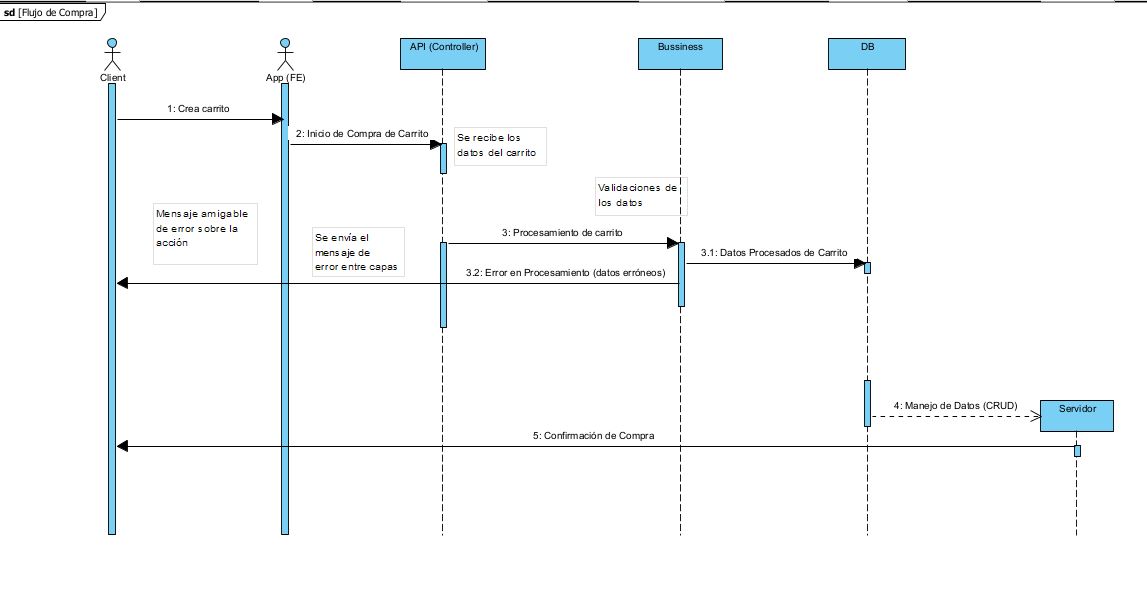 sd [Flujo de Compra]
Client
App (FE)
API (Controller)
Bussiness
DB
1: Crea carrito
2: Inicio de Compra de Carrito
Se recibe los
datos del carrito
Validaciones de
los datos
Mensaje amigable
de error sobre la
acción
Se envía el
mensaje de
error entre capas
3: Procesamiento de carrito
3.1: Datos Procesados de Carrito
3.2: Error en Procesamiento (datos erróneos)
4: Manejo de Datos (CRUD)
Servidor
5: Confirmación de Compra